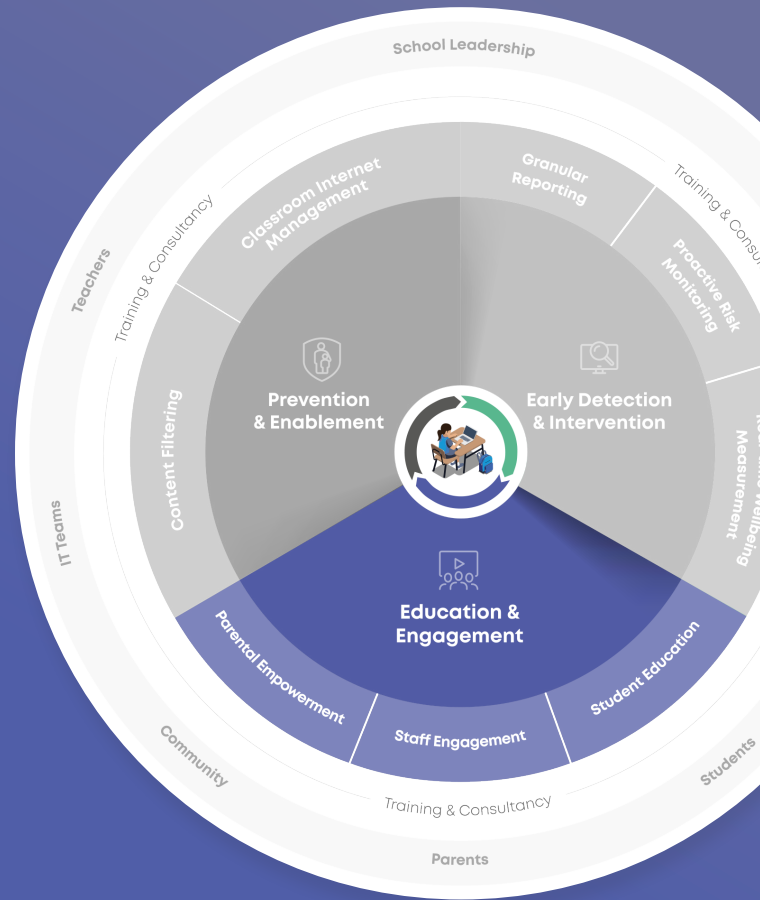 School Leadership
Teachers
Training & Consultancy
Classroom Internet
Management
Granular
Reporting
Training &
Proactive Risk
Monitoring
Content Filtering
Prevention
& Enablement
Early Detection
& Intervention
Wellbeing
Measurement
IT Teams
Education &
Engagement
Parental Empowerment
Staff Engagement
Student Education
Community
Training & Consultancy
Students
Parents